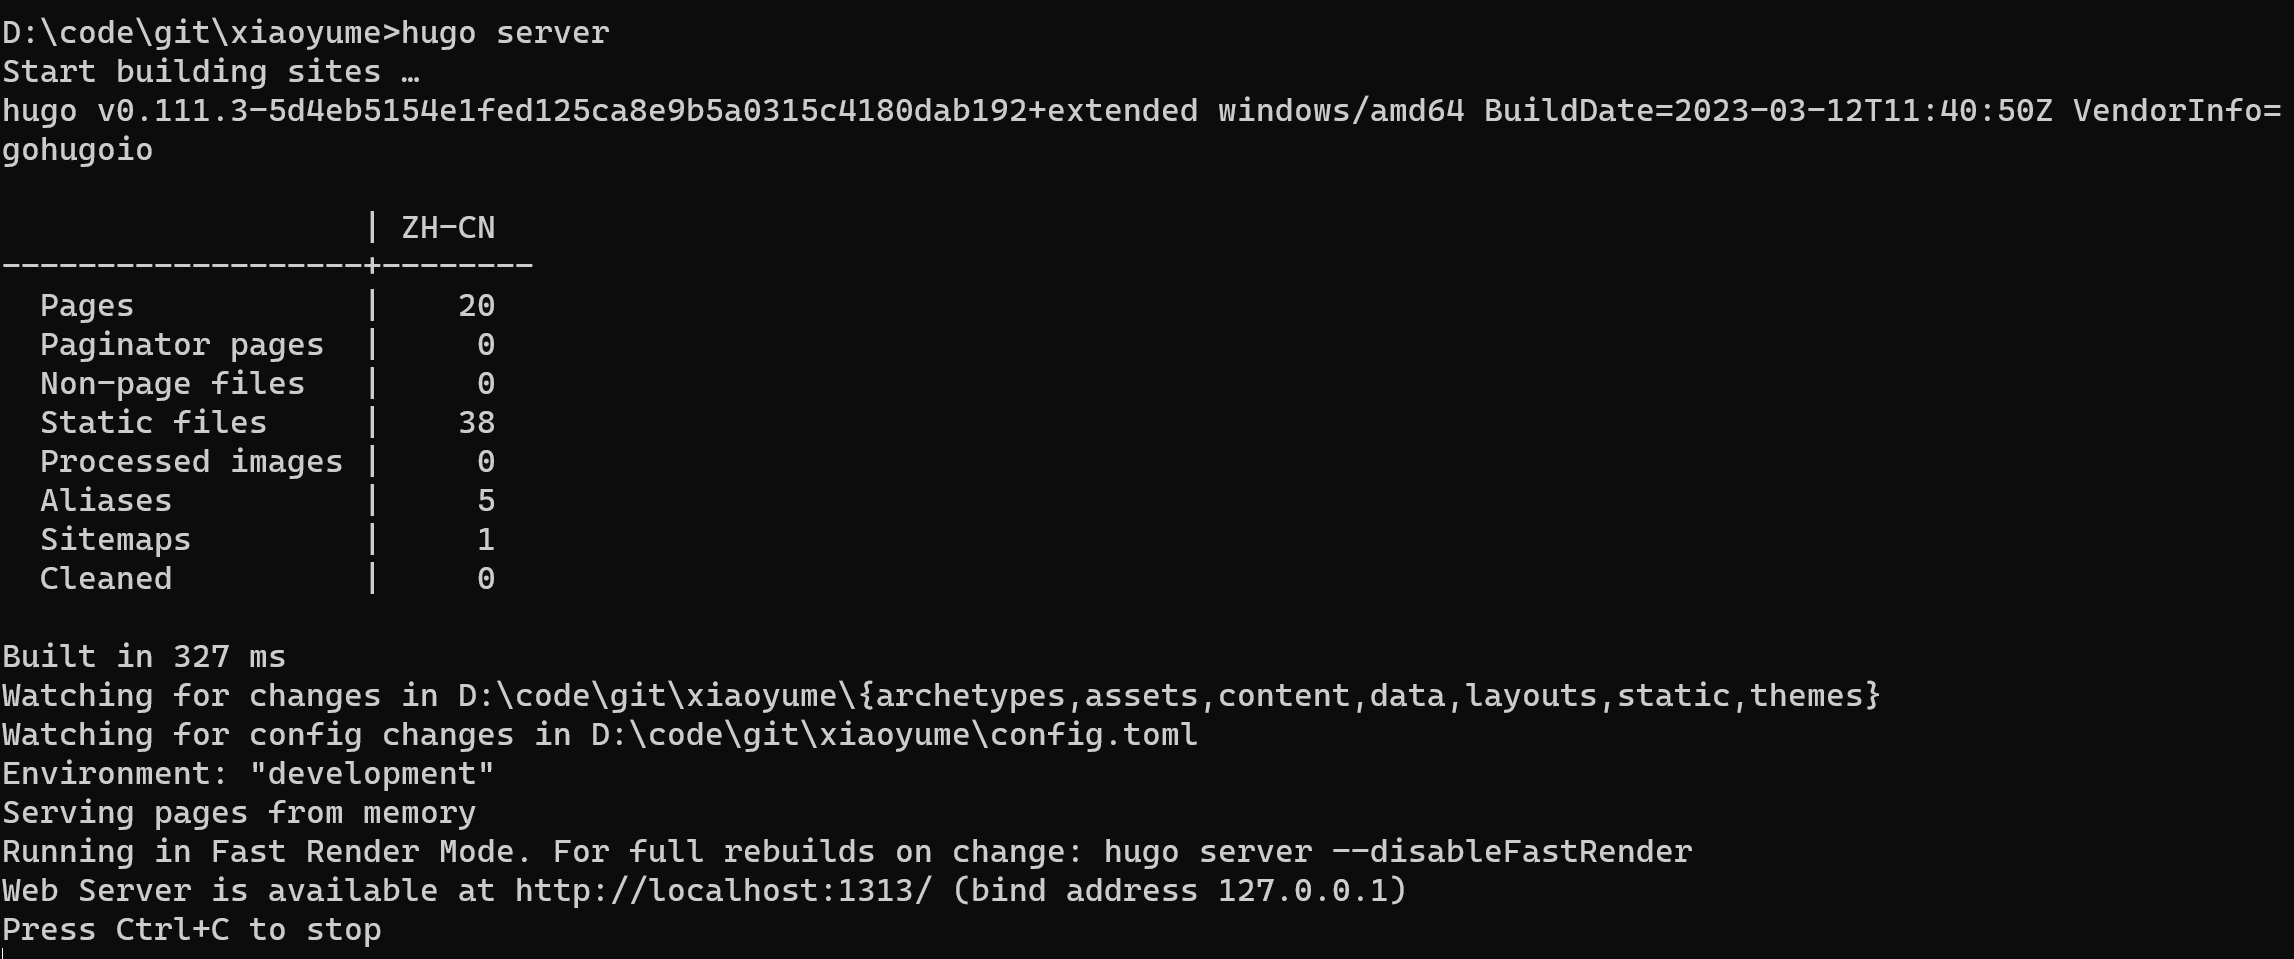 D:\code\git\xiaoyume>hugo server
Start building sites …
hugo v0.111.3-5d4eb5154e1fed125ca8e9b5a0315c4180dab192+extended windows/amd64 BuildDate=2023-03-12T11:40:50Z VendorInfo=
gohugoio

                   | ZH-CN
-------------------+--------
  Pages            |    20
  Paginator pages  |     0
  Non-page files   |     0
  Static files     |    38
  Processed images |     0
  Aliases          |     5
  Sitemaps         |     1
  Cleaned          |     0

Built in 327 ms
Watching for changes in D:\code\git\xiaoyume\{archetypes,assets,content,data,layouts,static,themes}
Watching for config changes in D:\code\git\xiaoyume\config.toml
Environment: "development"
Serving pages from memory
Running in Fast Render Mode. For full rebuilds on change: hugo server --disableFastRender
Web Server is available at http://localhost:1313/ (bind address 127.0.0.1)
Press Ctrl+C to stop